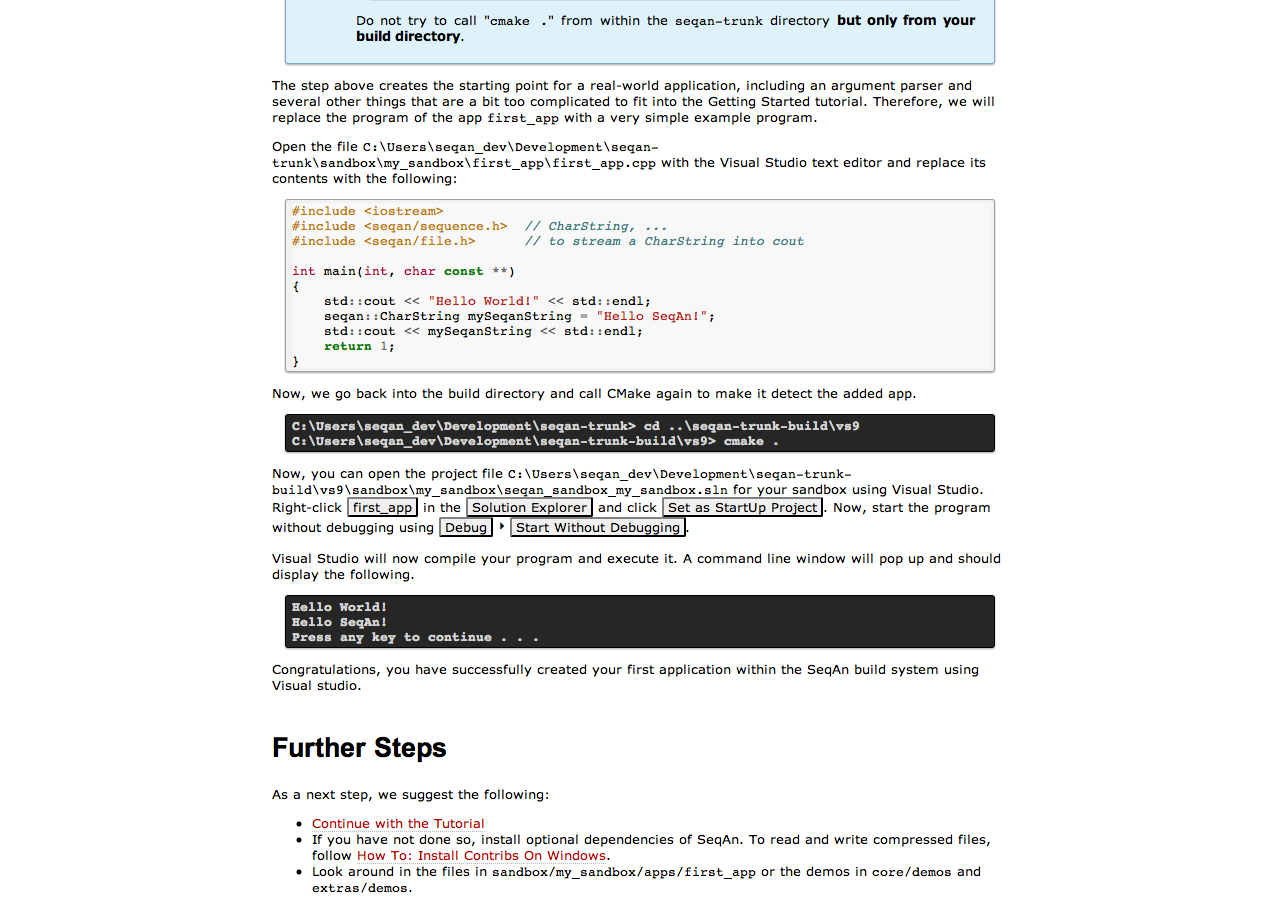 Do not try to call "cmake ." from within the seqan-trunk directory but only from your
build directory.
The step above creates the starting point for a real-world application, including an argument parser and
several other things that are a bit too complicated to fit into the Getting Started tutorial. Therefore, we will
replace the program of the app first_app with a very simple example program.
Open the file C:\Users\seqan_dev\Development\seqan-
trunk\sandbox\my_sandbox\first_app\first_app.cpp with the Visual Studio text editor and replace its
contents with the following:
#include <iostream>
#include <seqan/sequence.h>  // CharString, ...
#include <seqan/file.h>      // to stream a CharString into cout
int main(int, char const **)
{
    std::cout << "Hello World!" << std::endl;
    seqan::CharString mySeqanString = "Hello SeqAn!";
    std::cout << mySeqanString << std::endl;
    return 1;
}
Now, we go back into the build directory and call CMake again to make it detect the added app.
C:\Users\seqan_dev\Development\seqan-trunk> cd ..\seqan-trunk-build\vs9
C:\Users\seqan_dev\Development\seqan-trunk-build\vs9> cmake .
Now, you can open the project file C:\Users\seqan_dev\Development\seqan-trunk-
build\vs9\sandbox\my_sandbox\seqan_sandbox_my_sandbox.sln for your sandbox using Visual Studio.
Right-click first_app in the Solution Explorer and click Set as StartUp Project. Now, start the program
without debugging using Debug ‣ Start Without Debugging.
Visual Studio will now compile your program and execute it. A command line window will pop up and should
display the following.
Hello World!
Hello SeqAn!
Press any key to continue . . .
Congratulations, you have successfully created your first application within the SeqAn build system using
Visual studio.
Further Steps
As a next step, we suggest the following:
• Continue with the Tutorial
• If you have not done so, install optional dependencies of SeqAn. To read and write compressed files,
follow How To: Install Contribs On Windows.
• Look around in the files in sandbox/my_sandbox/apps/first_app or the demos in core/demos and
extras/demos.